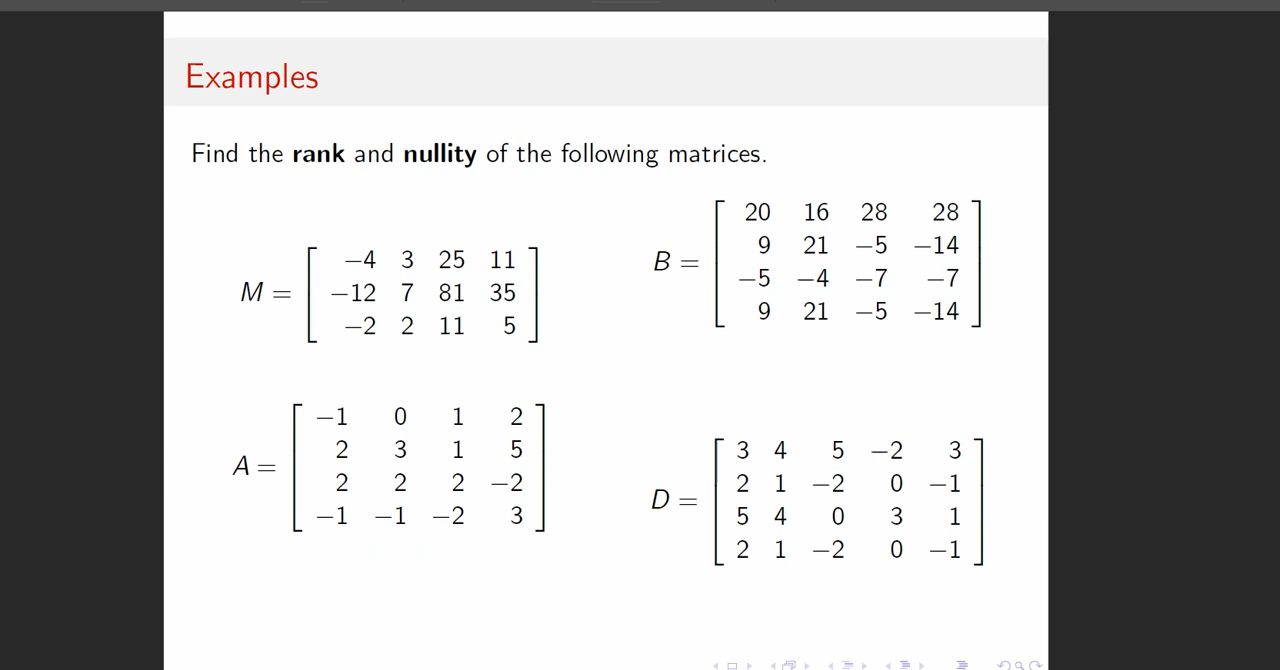 Examples
Find the rank and nullity of the following matrices.
M =
−4 3 25 11
−12 7 81 35
−2 2 11 5
B =
20 16 28 28
9 21 −5 −14
−5 −4 −7 −7
9 21 −5 −14
A =
−1 0 1 2
2 3 1 5
2 2 2 −2
−1 −1 −2 3
D =
3 4 5 −2 3
2 1 −2 0 −1
5 4 0 3 1
2 1 −2 0 −1